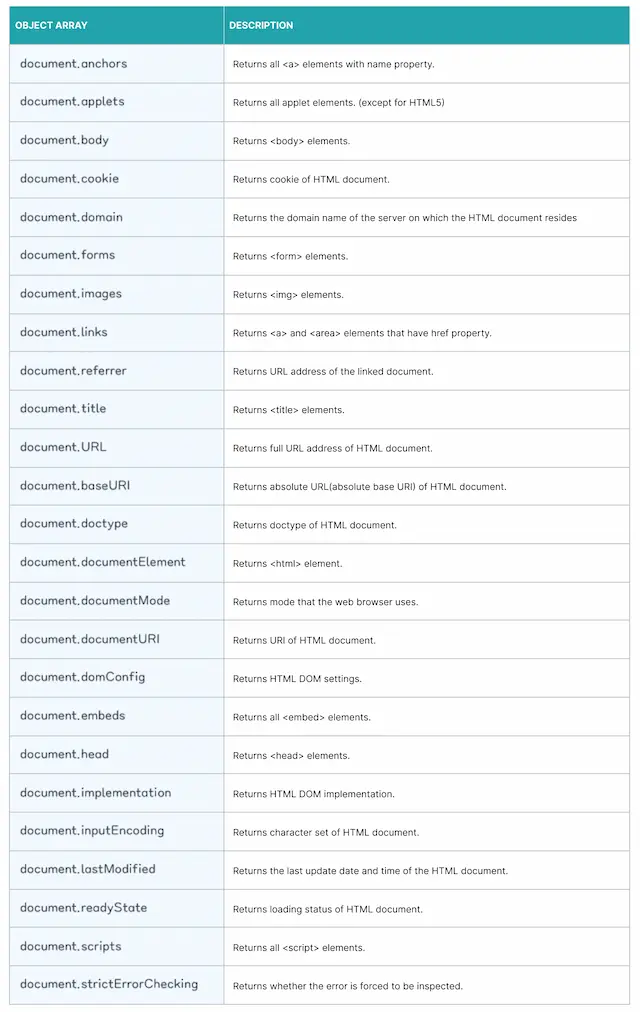 OBJECT ARRAY DESCRIPTION
document.anchors Returns all <a> elements with name property.
document.applets Returns all applet elements. (except for HTML5)
document.body Returns <body> elements.
document.cookie Returns cookie of HTML document.
document.domain Returns the domain name of the server on which the HTML document resides
document.forms Returns <form> elements.
document.images Returns <img> elements.
document.links Returns <a> and <area> elements that have href property.
document.referrer Returns URL address of the linked document.
document.title Returns <title> elements.
document.URL Returns full URL address of HTML document.
document.baseURI Returns absolute URL(absolute base URI) of HTML document.
document.doctype Returns doctype of HTML document.
document.documentElement Returns <html> element.
document.documentMode Returns mode that the web browser uses.
document.documentURI Returns URI of HTML document.
document.domConfig Returns HTML DOM settings.
document.embeds Returns all <embed> elements.
document.head Returns <head> elements.
document.implementation Returns HTML DOM implementation.
document.inputEncoding Returns character set of HTML document.
document.lastModified Returns the last update date and time of the HTML document.
document.readyState Returns loading status of HTML document.
document.scripts Returns all <script> elements.
document.strictErrorChecking Returns whether the error is forced to be inspected.